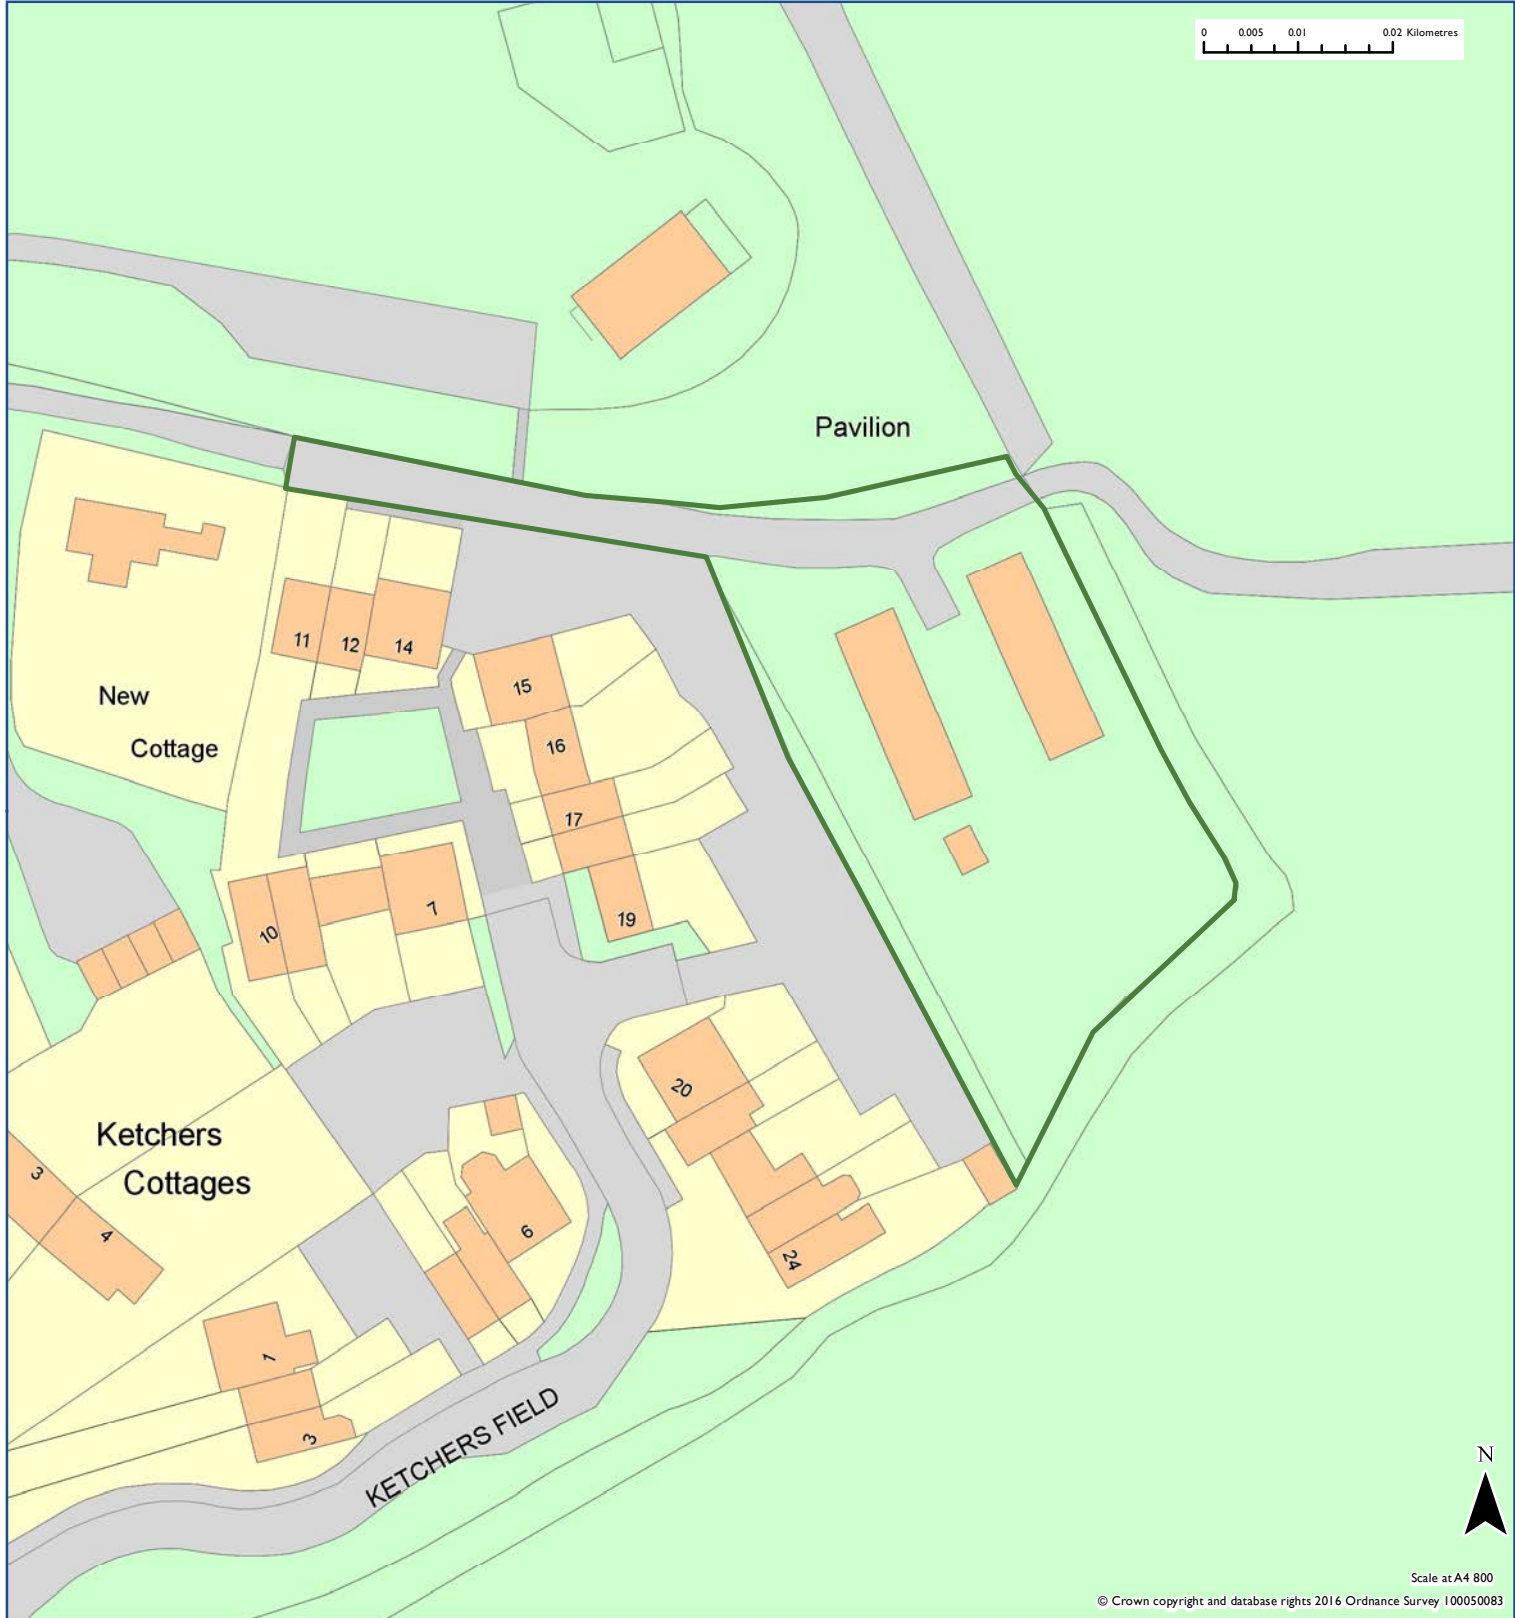 0 0.005 0.01 0.02 Kilometres
Pavilion
11
12
14
15
New
Cottage
16
17
7
10
19
20
Ketchers
Cottages
3
4
6
24
1
3
KETCHERS FIELD
N
Scale at A4 800
© Crown copyright and database rights 2016 Ordnance Survey 100050083